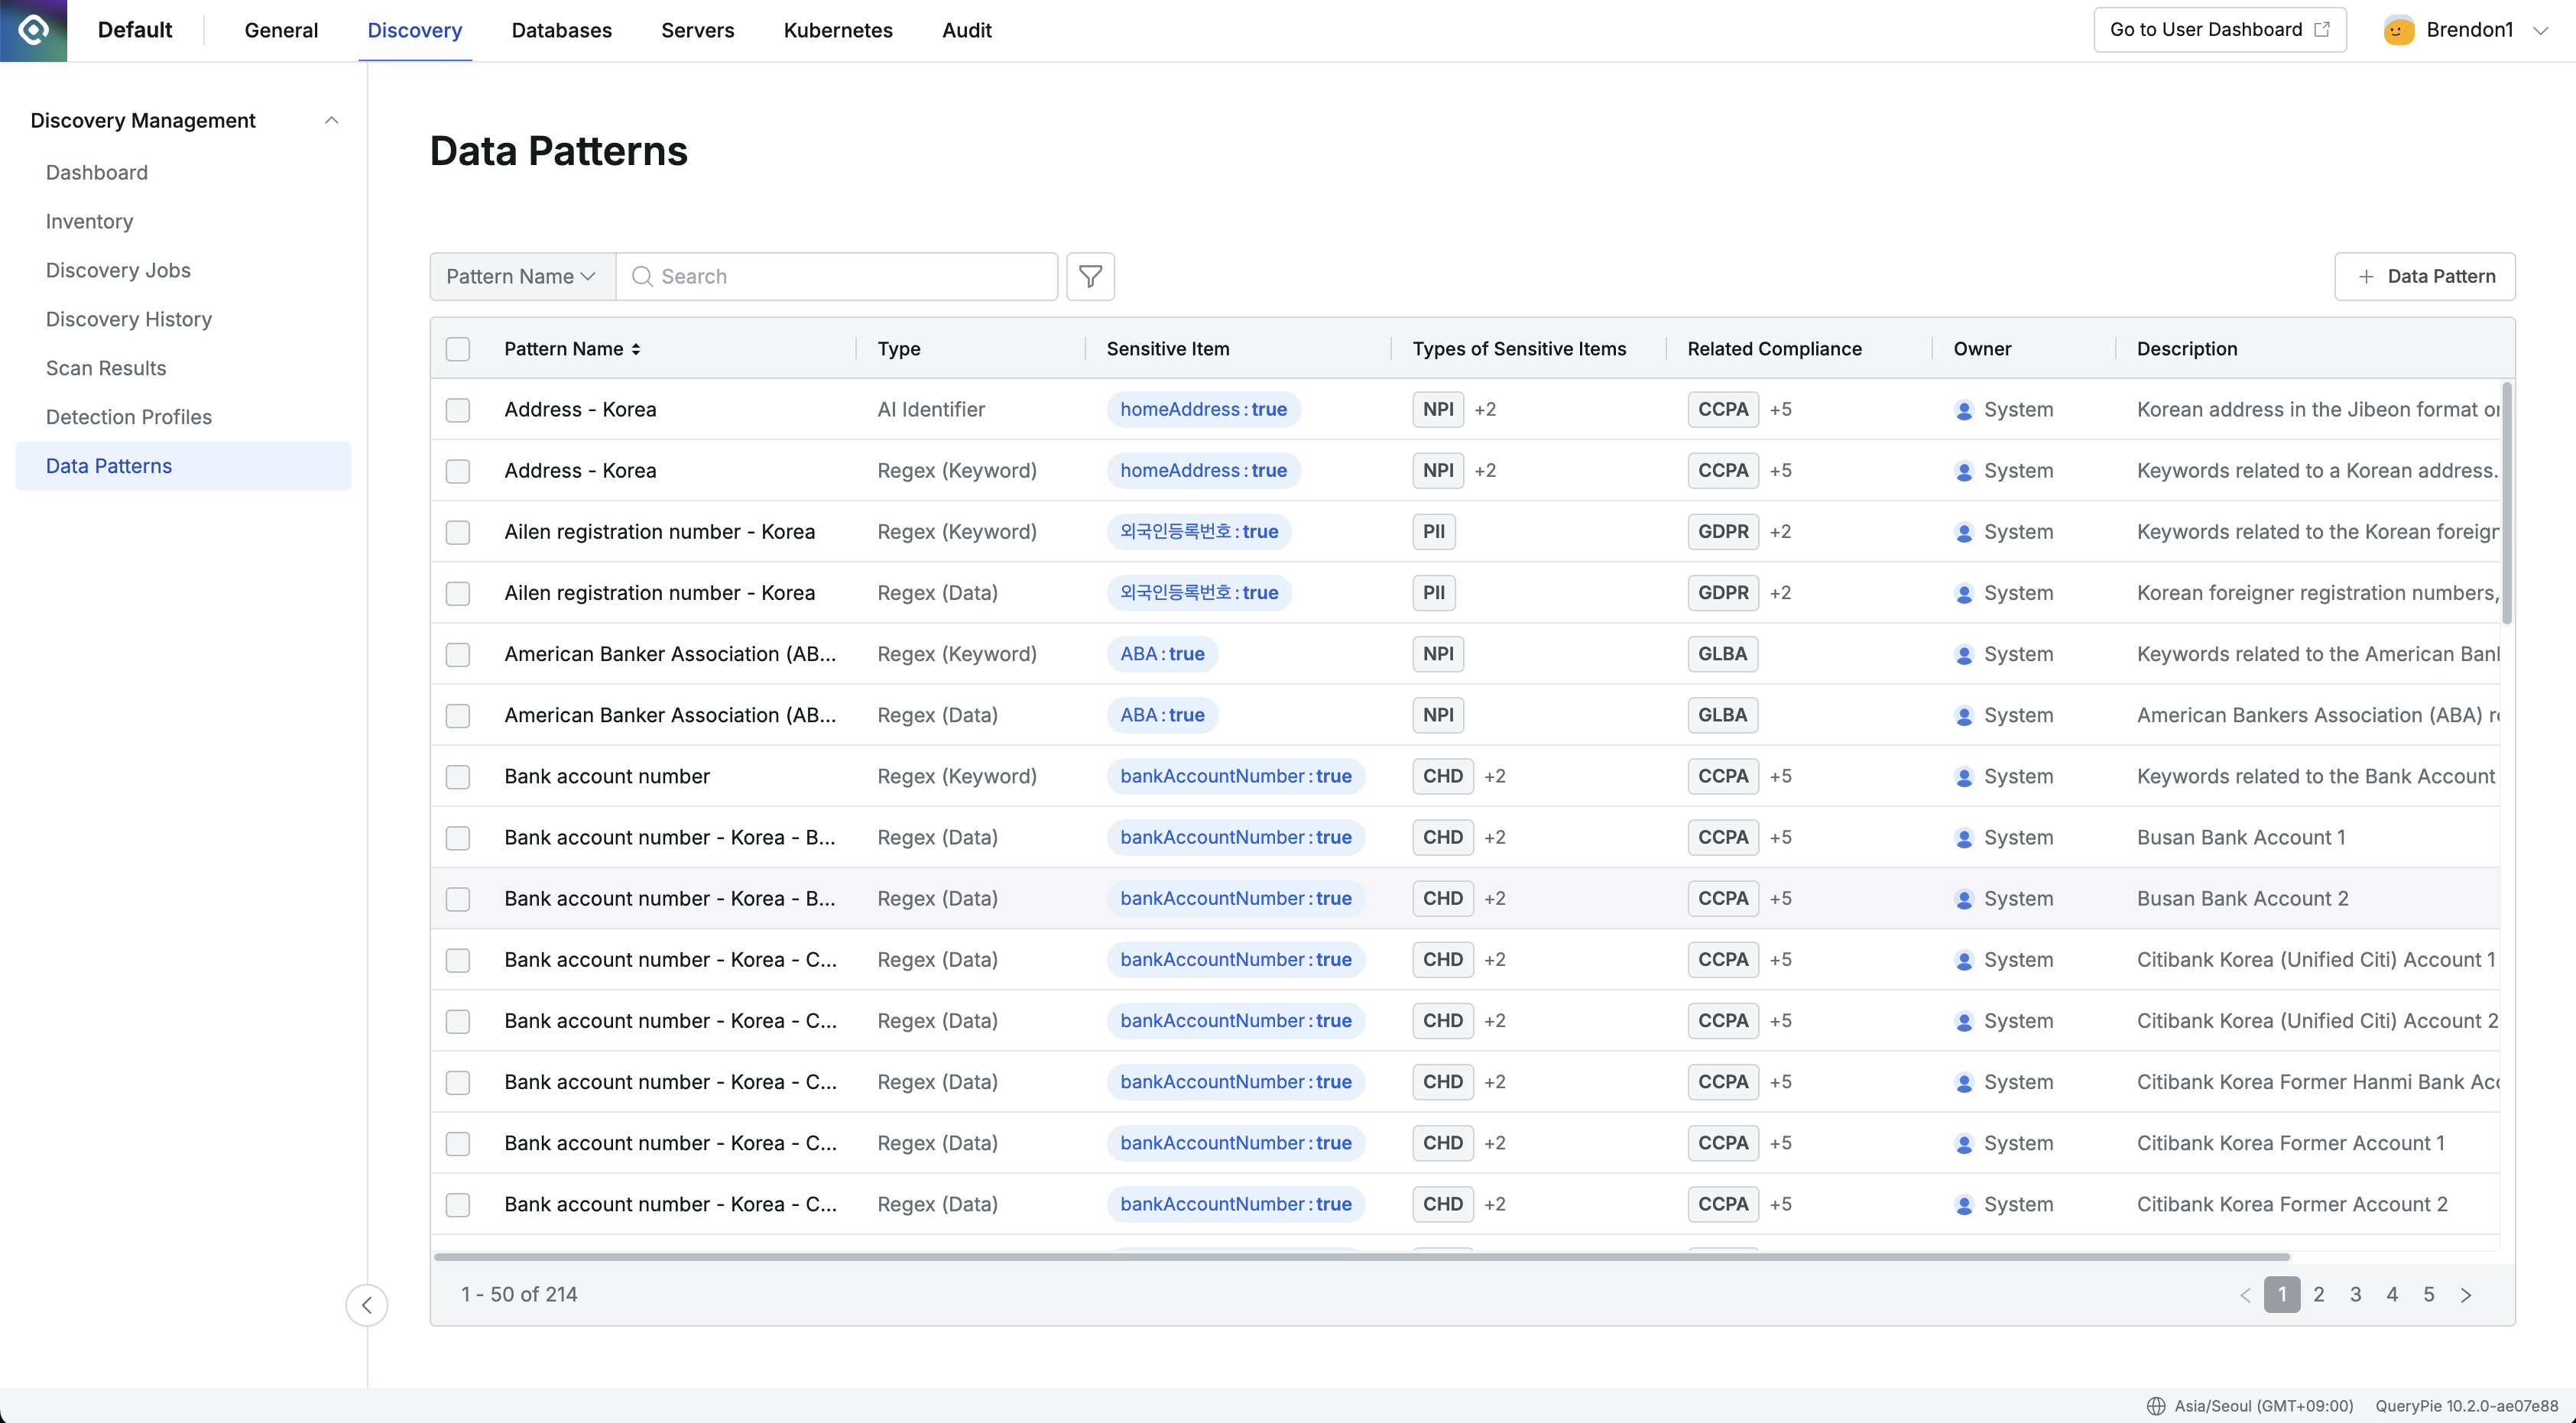 Default General Discovery Databases Servers Kubernetes Audit Go to User Dashboard Brendon1
Discovery Management
Dashboard
Inventory
Discovery Jobs
Discovery History
Scan Results
Detection Profiles
Data Patterns
Data Patterns
Pattern Name Search + Data Pattern
Pattern Name Type Sensitive Item Types of Sensitive Items Related Compliance Owner Description
Address - Korea AI Identifier homeAddress:true NPI +2 CCPA +5 System Korean address in the Jibeon format or
Address - Korea Regex (Keyword) homeAddress:true NPI +2 CCPA +5 System Keywords related to a Korean address.
Ailen registration number - Korea Regex (Keyword) 외국인등록번호:true PII GDPR +2 System Keywords related to the Korean foreign
Ailen registration number - Korea Regex (Data) 외국인등록번호:true PII GDPR +2 System Korean foreigner registration numbers,
American Banker Association (AB... Regex (Keyword) ABA:true NPI GLBA System Keywords related to the American Bank
American Banker Association (AB... Regex (Data) ABA:true NPI GLBA System American Bankers Association (ABA)
Bank account number Regex (Keyword) bankAccountNumber:true CHD +2 CCPA +5 System Keywords related to the Bank Account
Bank account number - Korea - B... Regex (Data) bankAccountNumber:true CHD +2 CCPA +5 System Busan Bank Account 1
Bank account number - Korea - B... Regex (Data) bankAccountNumber:true CHD +2 CCPA +5 System Busan Bank Account 2
Bank account number - Korea - C... Regex (Data) bankAccountNumber:true CHD +2 CCPA +5 System Citibank Korea (Unified Citi) Account 1
Bank account number - Korea - C... Regex (Data) bankAccountNumber:true CHD +2 CCPA +5 System Citibank Korea (Unified Citi) Account 2
Bank account number - Korea - C... Regex (Data) bankAccountNumber:true CHD +2 CCPA +5 System Citibank Korea Former Hanmi Bank
Bank account number - Korea - C... Regex (Data) bankAccountNumber:true CHD +2 CCPA +5 System Citibank Korea Former Account 1
Bank account number - Korea - C... Regex (Data) bankAccountNumber:true CHD +2 CCPA +5 System Citibank Korea Former Account 2
1 - 50 of 214 < 1 2 3 4 5 >
Asia/Seoul (GMT+09:00) QueryPie 10.2.0-ae07e88